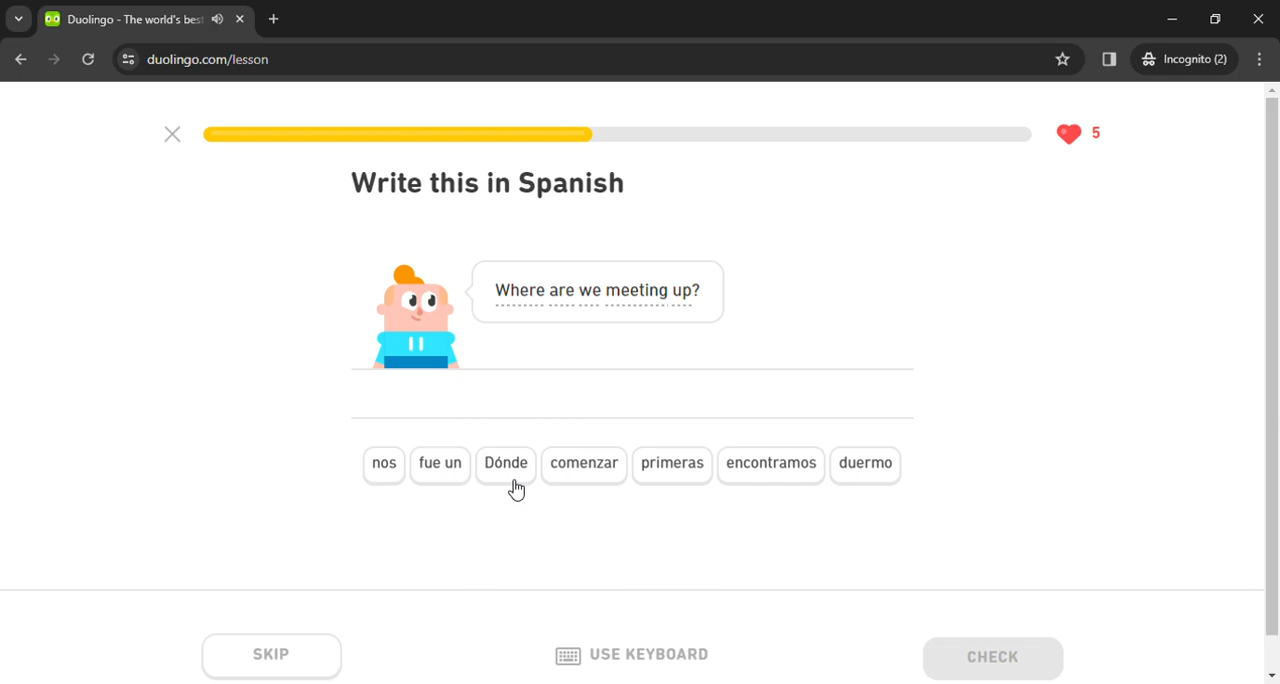 Duolingo - The world's bes
duolingo.com/lesson
Incognito (2)
5
Write this in Spanish
Where are we meeting up?
nos fue un Dónde comenzar primeras encontramos duermo
SKIP USE KEYBOARD CHECK